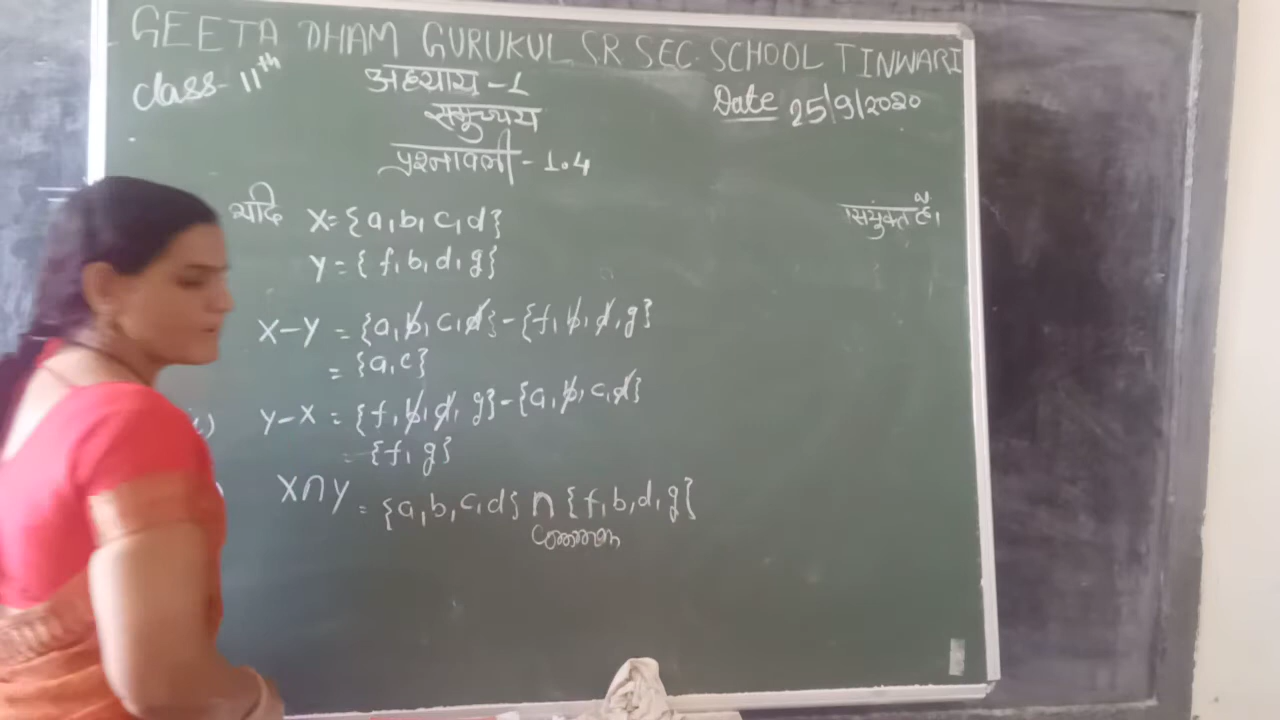 GEETA DHAM GURUKUL SR SEC. SCHOOL TINWARI
class-11th
अध्याय-1
Date 25/9/2020
समुच्चय
प्रश्नावली-1.4
यदि X={a,b,c,d}
संयुक्त है।
Y={f,b,d,g}
X-Y={a,b,c,d}-{f,b,d,g}
={a,c}
Y-X={f,b,d,g}-{a,b,c,d}
={f,g}
X∩Y={a,b,c,d}∩{f,b,d,g}
common